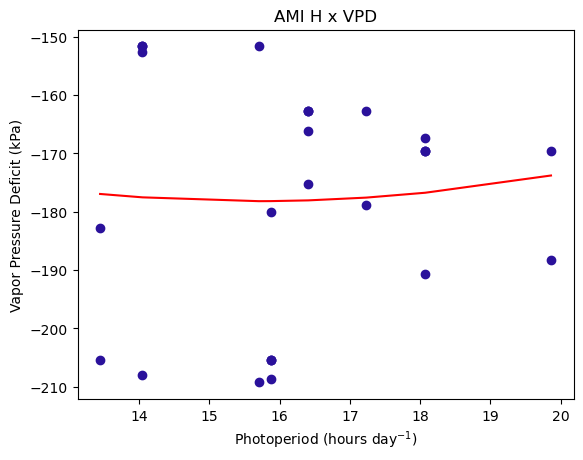 AMI H x VPD
Vapor Pressure Deficit (kPa)
−150
−160
−170
−180
−190
−200
−210
14 15 16 17 18 19 20
Photoperiod (hours day⁻¹)